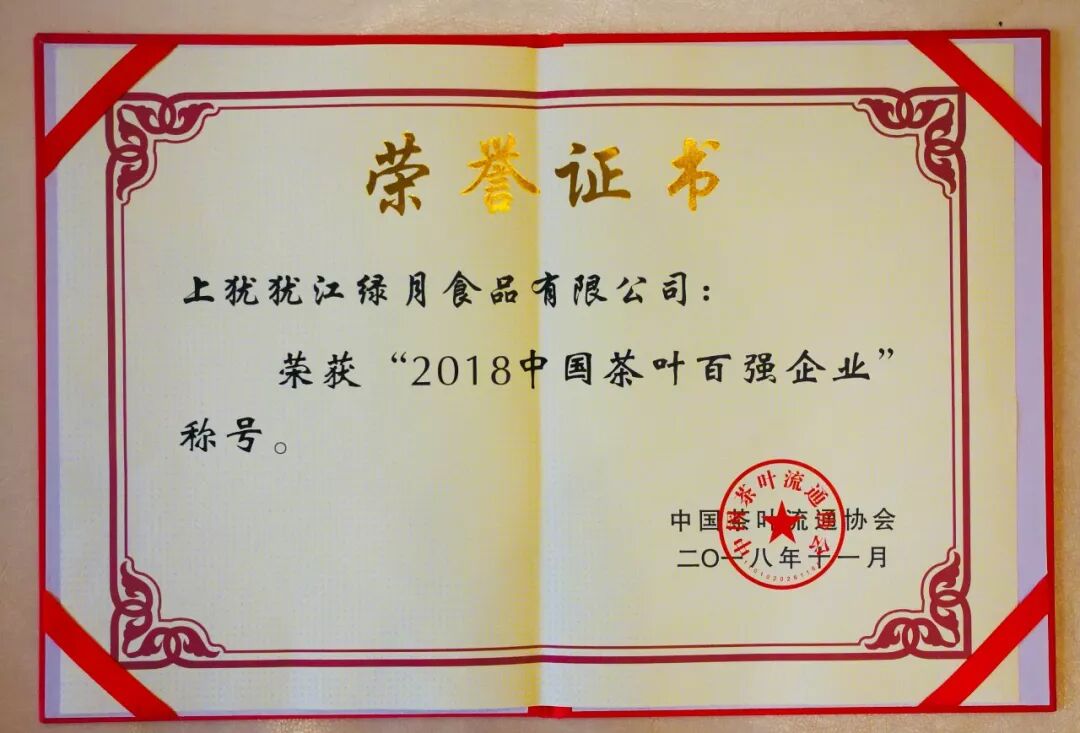 荣誉证书
上犹犹江绿月食品有限公司：
荣获“2018中国茶叶百强企业”
称号。
中国茶叶流通协会
二〇一八年十一月